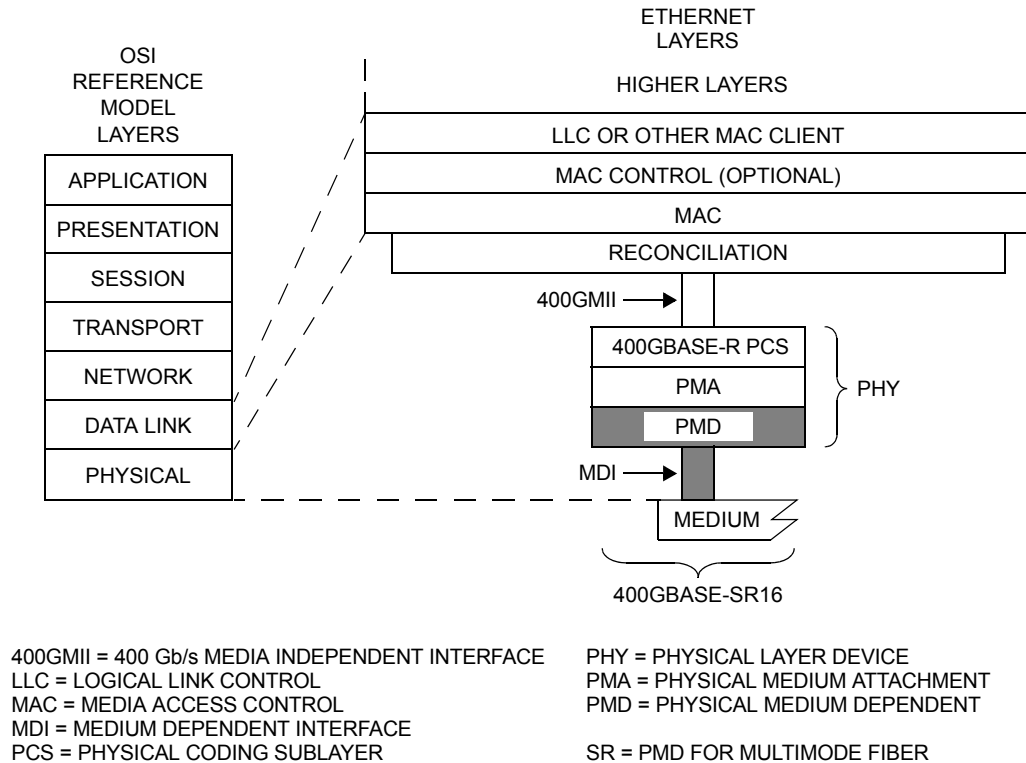 ETHERNET
LAYERS
OSI
REFERENCE
MODEL
LAYERS
HIGHER LAYERS
LLC OR OTHER MAC CLIENT
MAC CONTROL (OPTIONAL)
MAC
RECONCILIATION
APPLICATION
PRESENTATION
SESSION
TRANSPORT
NETWORK
DATA LINK
PHYSICAL
400GMII
400GBASE-R PCS
PMA
PMD
PHY
MDI
MEDIUM
400GBASE-SR16
400GMII = 400 Gb/s MEDIA INDEPENDENT INTERFACE
LLC = LOGICAL LINK CONTROL
MAC = MEDIA ACCESS CONTROL
MDI = MEDIUM DEPENDENT INTERFACE
PCS = PHYSICAL CODING SUBLAYER
PHY = PHYSICAL LAYER DEVICE
PMA = PHYSICAL MEDIUM ATTACHMENT
PMD = PHYSICAL MEDIUM DEPENDENT
SR = PMD FOR MULTIMODE FIBER